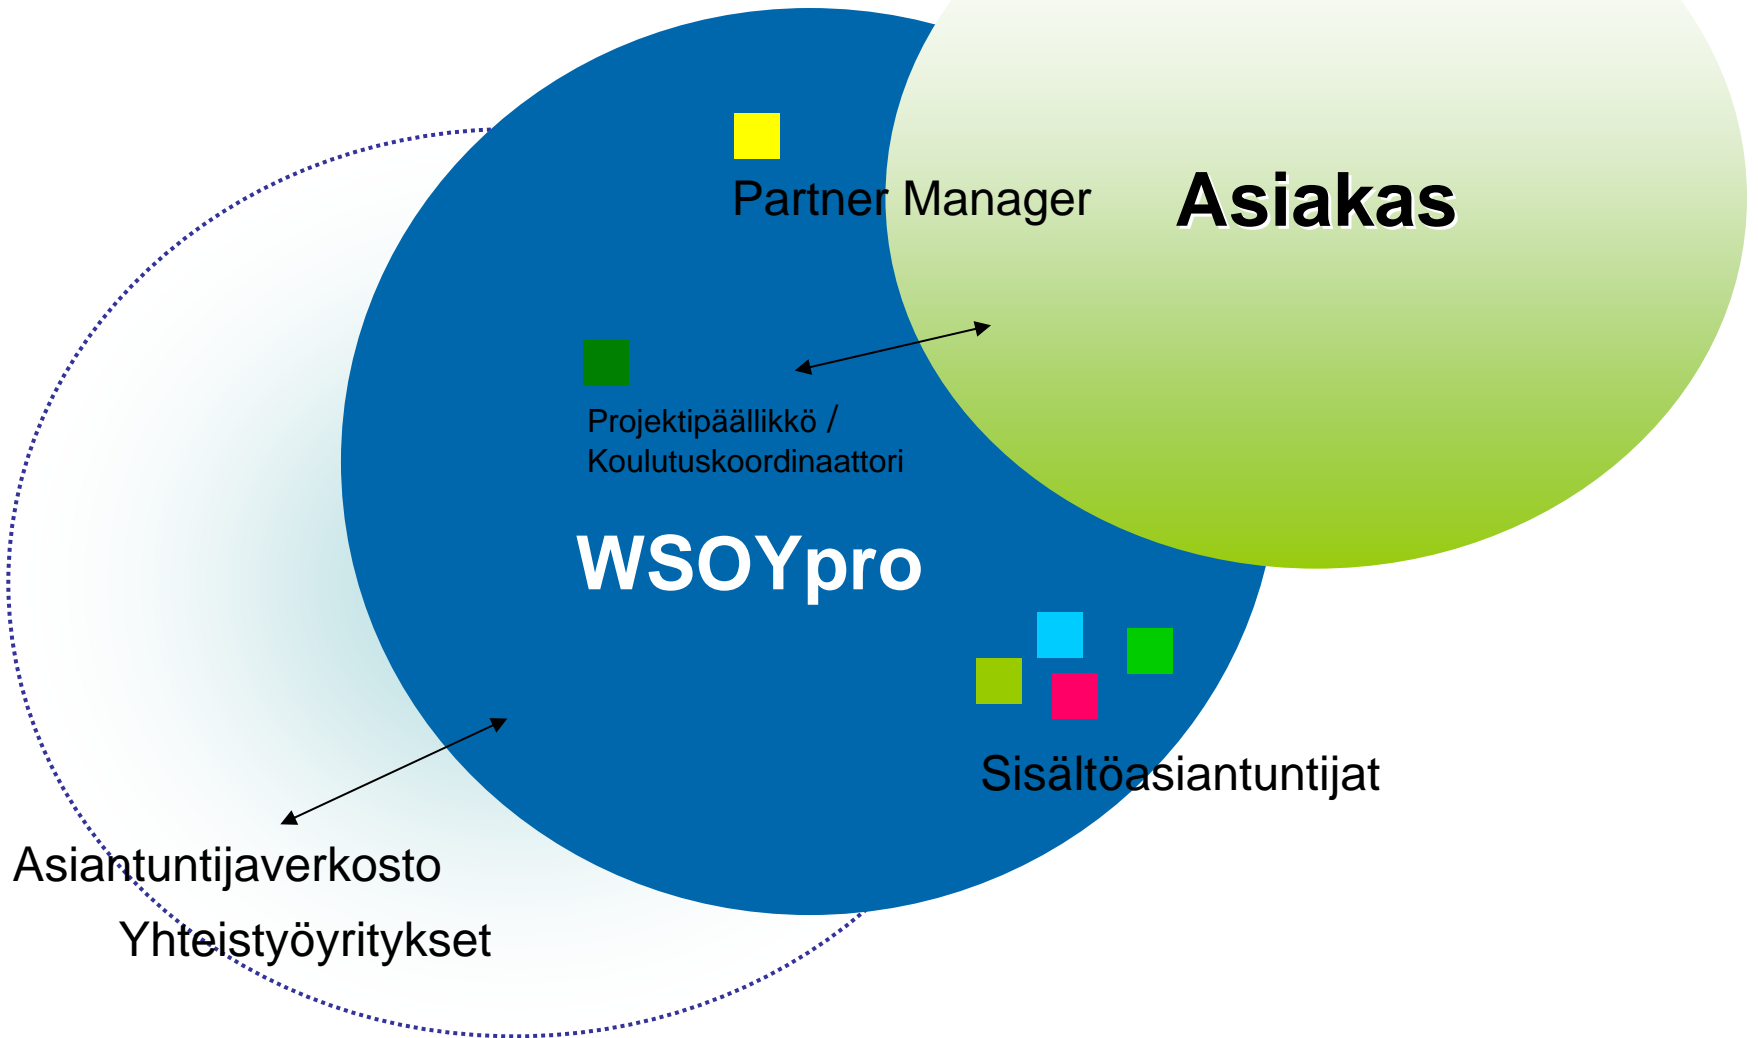 Partner Manager
Asiakas
Projektipäällikkö /
Koulutuskoordinaattori
WSOYpro
Sisältöasiantuntijat
Asiantuntijaverkosto
Yhteistyöyritykset